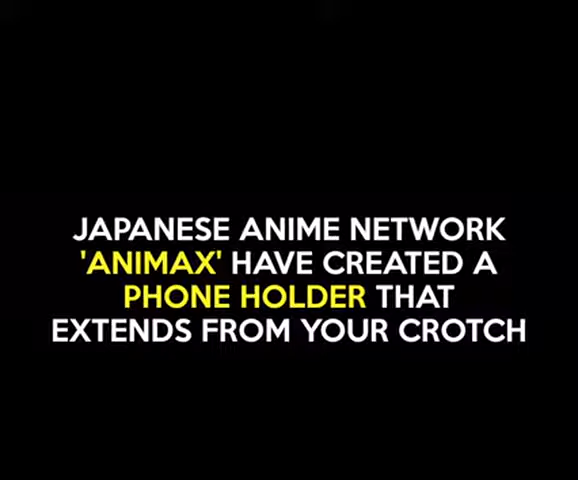 JAPANESE ANIME NETWORK
'ANIMAX' HAVE CREATED A
PHONE HOLDER THAT
EXTENDS FROM YOUR CROTCH